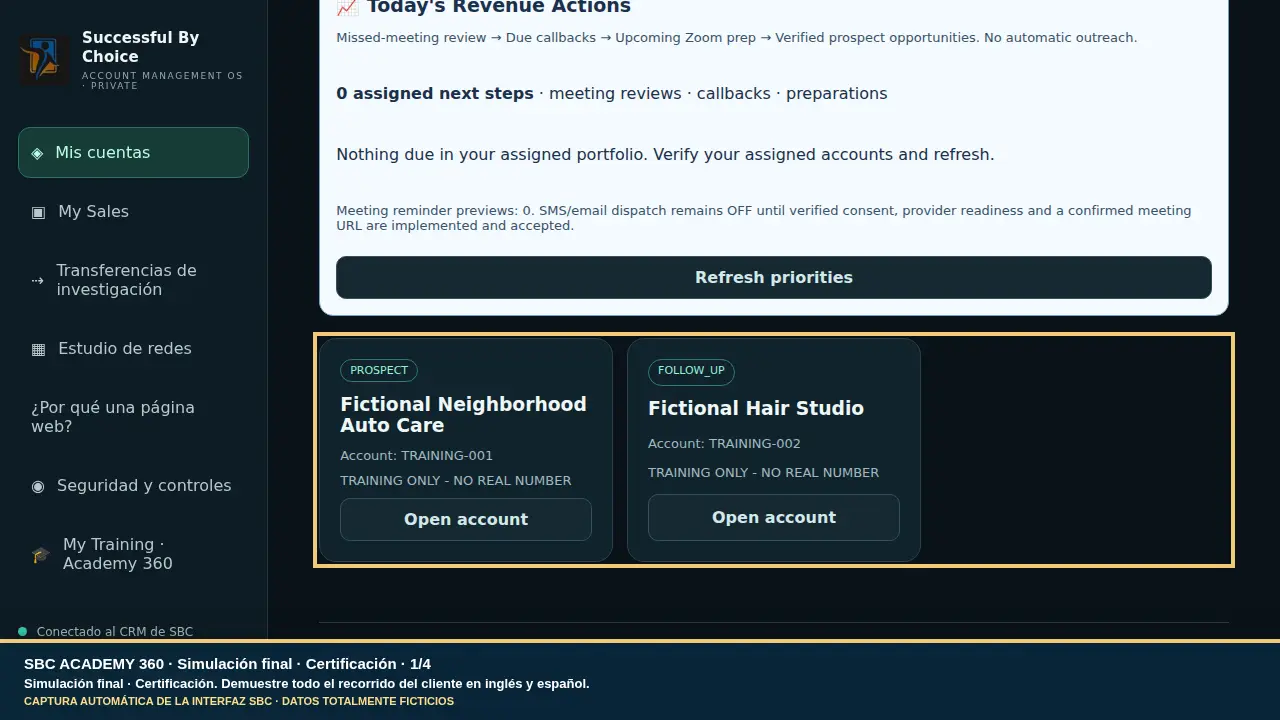 Successful By
Choice
ACCOUNT MANAGEMENT OS
· PRIVATE
◈ Mis cuentas
▣ My Sales
⇢ Transferencias de
investigación
▦ Estudio de redes
¿Por qué una página
web?
◉ Seguridad y controles
🎓 My Training ·
Academy 360
Conectado al CRM de SBC
📈 Today's Revenue Actions
Missed-meeting review → Due callbacks → Upcoming Zoom prep → Verified prospect opportunities. No automatic outreach.
0 assigned next steps · meeting reviews · callbacks · preparations
Nothing due in your assigned portfolio. Verify your assigned accounts and refresh.
Meeting reminder previews: 0. SMS/email dispatch remains OFF until verified consent, provider readiness and a confirmed meeting
URL are implemented and accepted.
Refresh priorities
PROSPECT
Fictional Neighborhood
Auto Care
Account: TRAINING-001
TRAINING ONLY - NO REAL NUMBER
Open account
FOLLOW_UP
Fictional Hair Studio
Account: TRAINING-002
TRAINING ONLY - NO REAL NUMBER
Open account
SBC ACADEMY 360 · Simulación final · Certificación · 1/4
Simulación final · Certificación. Demuestre todo el recorrido del cliente en inglés y español.
CAPTURA AUTOMÁTICA DE LA INTERFAZ SBC · DATOS TOTALMENTE FICTICIOS